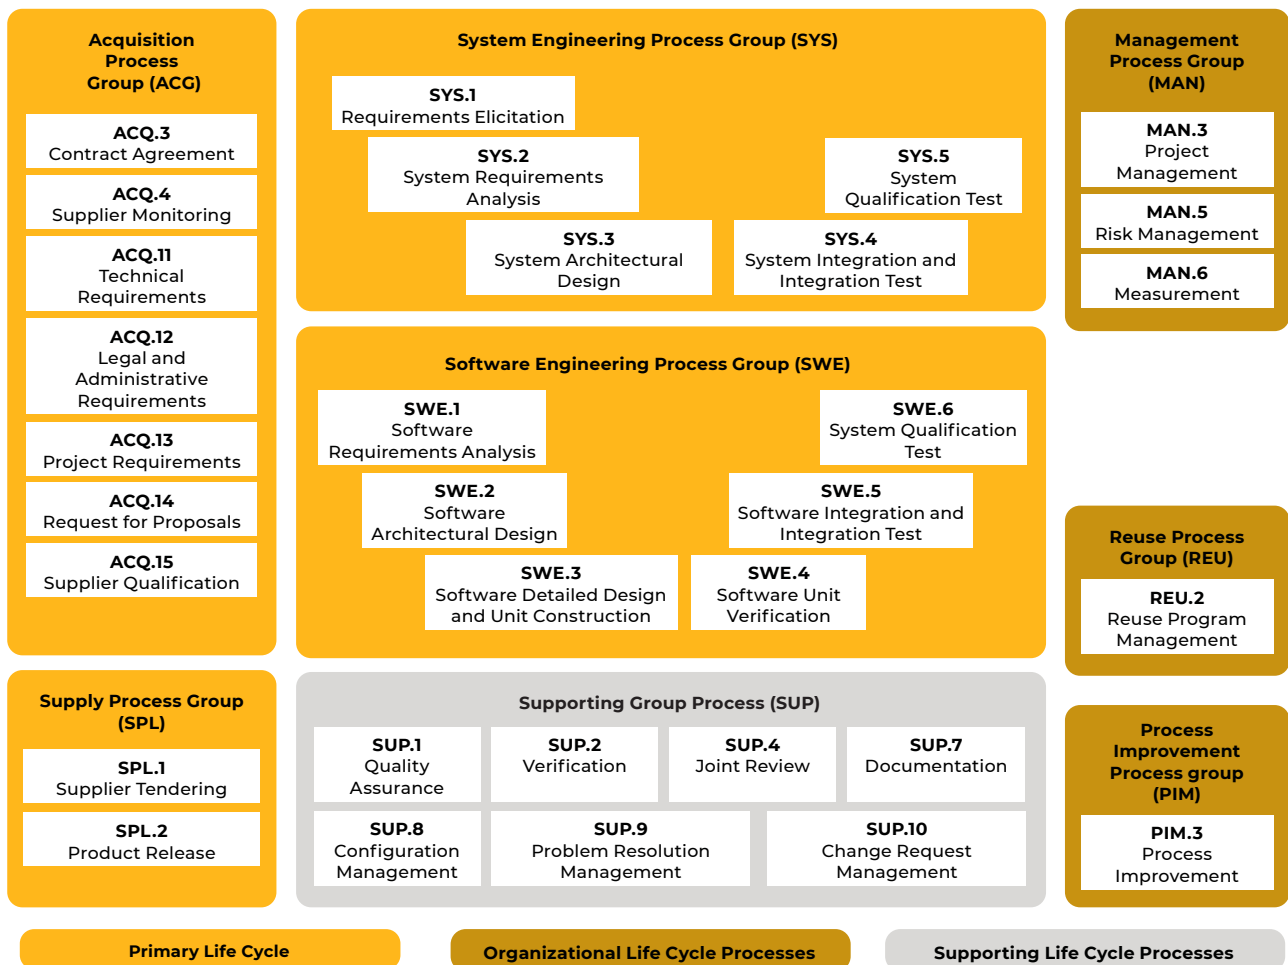 Acquisition
Process
Group (ACG)
ACQ.3
Contract Agreement
ACQ.4
Supplier Monitoring
ACQ.11
Technical
Requirements
ACQ.12
Legal and
Administrative
Requirements
ACQ.13
Project Requirements
ACQ.14
Request for Proposals
ACQ.15
Supplier Qualification
Supply Process Group
(SPL)
SPL.1
Supplier Tendering
SPL.2
Product Release
System Engineering Process Group (SYS)
SYS.1
Requirements Elicitation
SYS.2
System Requirements
Analysis
SYS.3
System Architectural
Design
SYS.4
System Integration and
Integration Test
SYS.5
System
Qualification Test
Software Engineering Process Group (SWE)
SWE.1
Software
Requirements Analysis
SWE.2
Software
Architectural Design
SWE.3
Software Detailed Design
and Unit Construction
SWE.4
Software Unit
Verification
SWE.5
Software Integration and
Integration Test
SWE.6
System Qualification
Test
Supporting Group Process (SUP)
SUP.1
Quality
Assurance
SUP.2
Verification
SUP.4
Joint Review
SUP.7
Documentation
SUP.8
Configuration
Management
SUP.9
Problem Resolution
Management
SUP.10
Change Request
Management
Management
Process Group
(MAN)
MAN.3
Project
Management
MAN.5
Risk Management
MAN.6
Measurement
Reuse Process
Group (REU)
REU.2
Reuse Program
Management
Process
Improvement
Process group
(PIM)
PIM.3
Process
Improvement
Primary Life Cycle
Organizational Life Cycle Processes
Supporting Life Cycle Processes